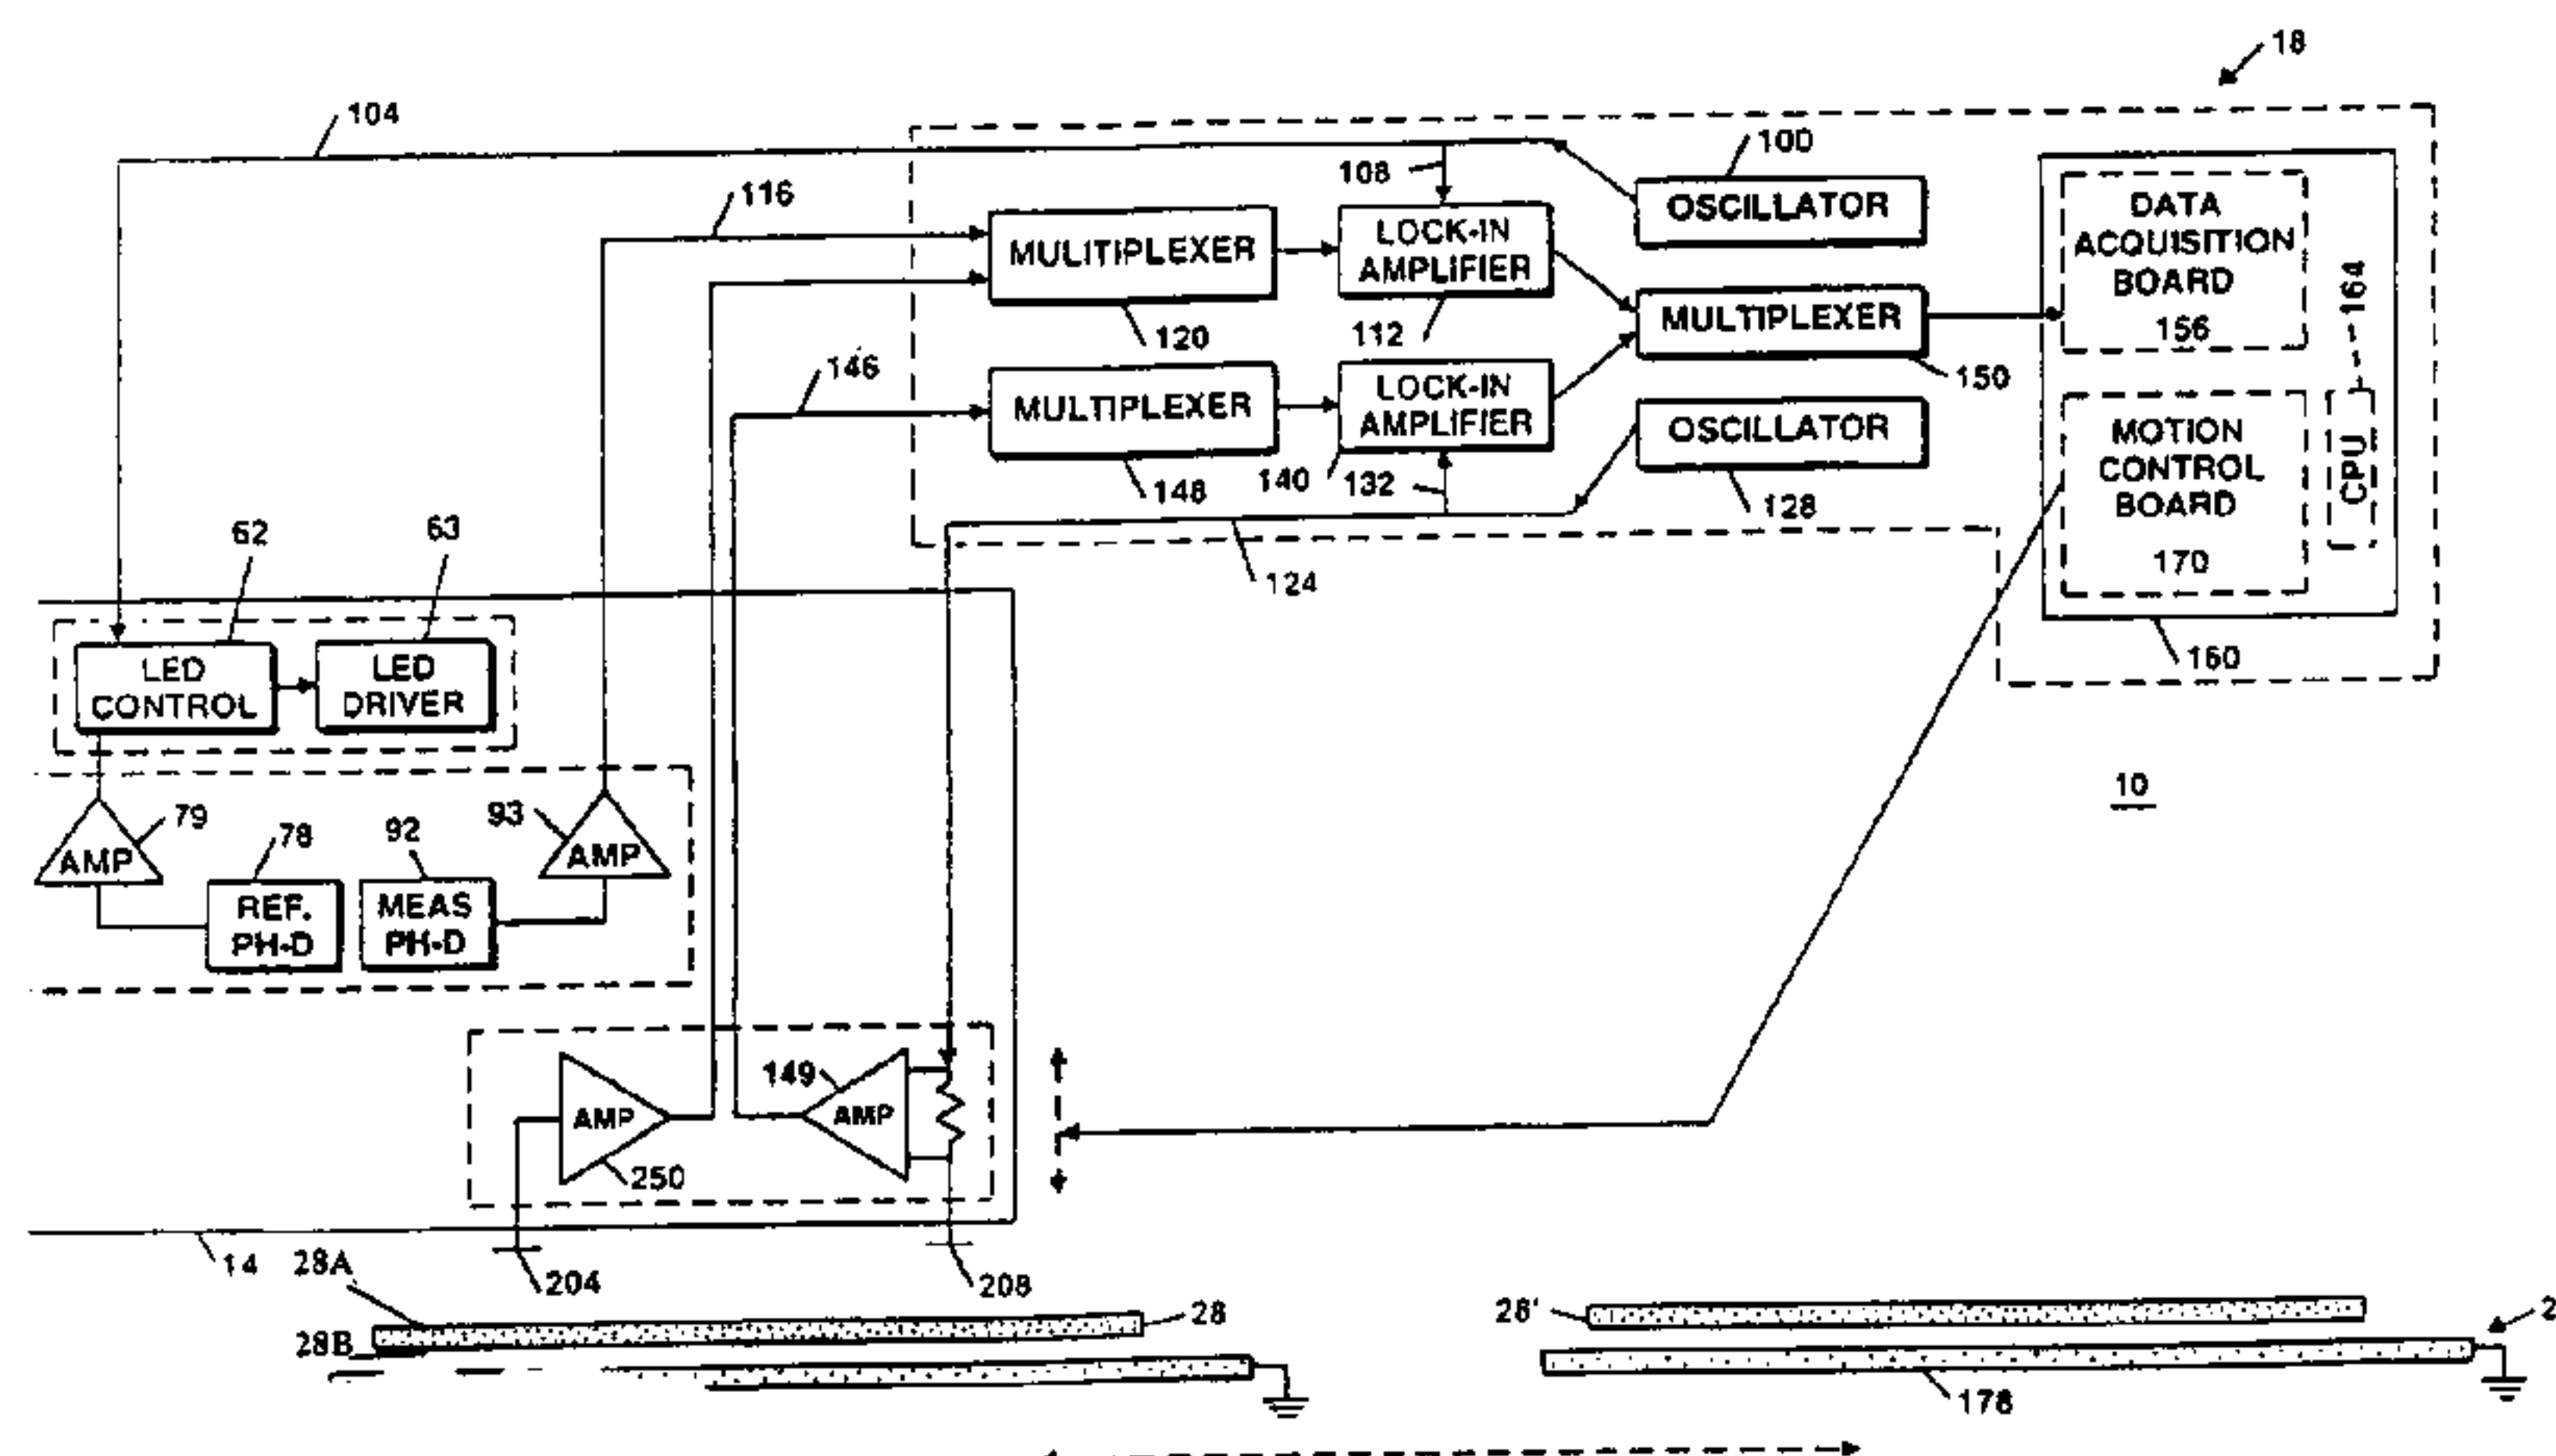 18
104
100
108
116
OSCILLATOR
DATA
ACQUISITION
BOARD
156
MULITIPLEXER
LOCK-IN
AMPLIFIER
164
120
112
MULTIPLEXER
150
146
MULTIPLEXER
LOCK-IN
AMPLIFIER
OSCILLATOR
MOTION
CONTROL
BOARD
170
CPU
148
140
132
128
124
62
63
160
LED
CONTROL
LED
DRIVER
10
79
78
92
93
AMP
AMP
REF.
PH-D
MEAS
PH-D
149
AMP
AMP
250
14
28A
204
208
28
28'
2
28B
178